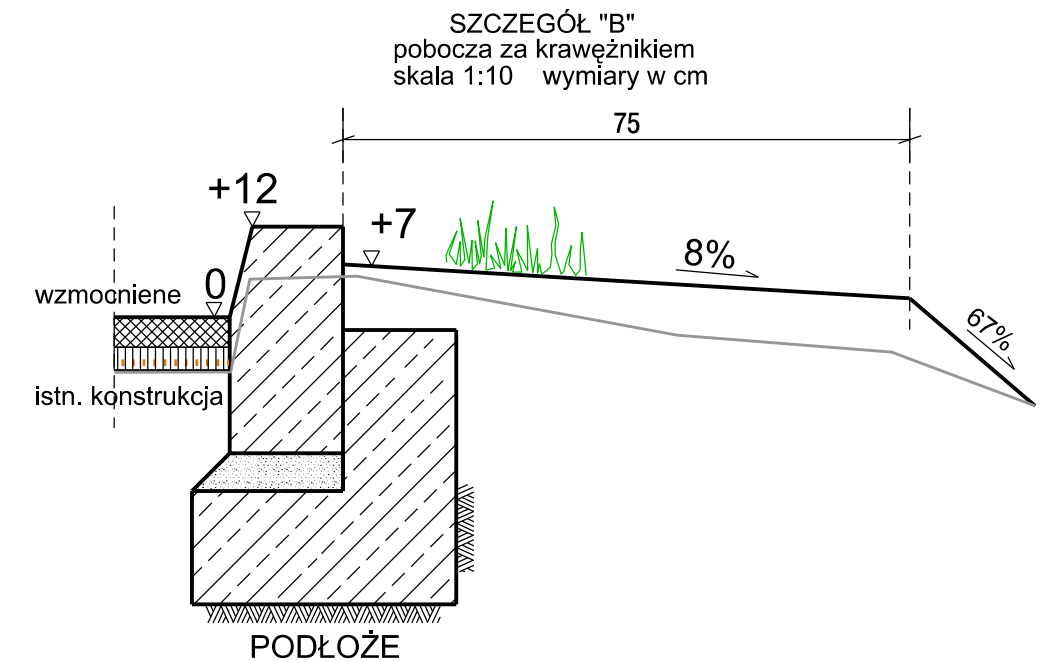 SZCZEGÓŁ "B"
pobocza za krawężnikiem
skala 1:10 wymiary w cm
75
+12
+7
8%
wzmocniene
0
67%
istn. konstrukcja
PODŁOŻE